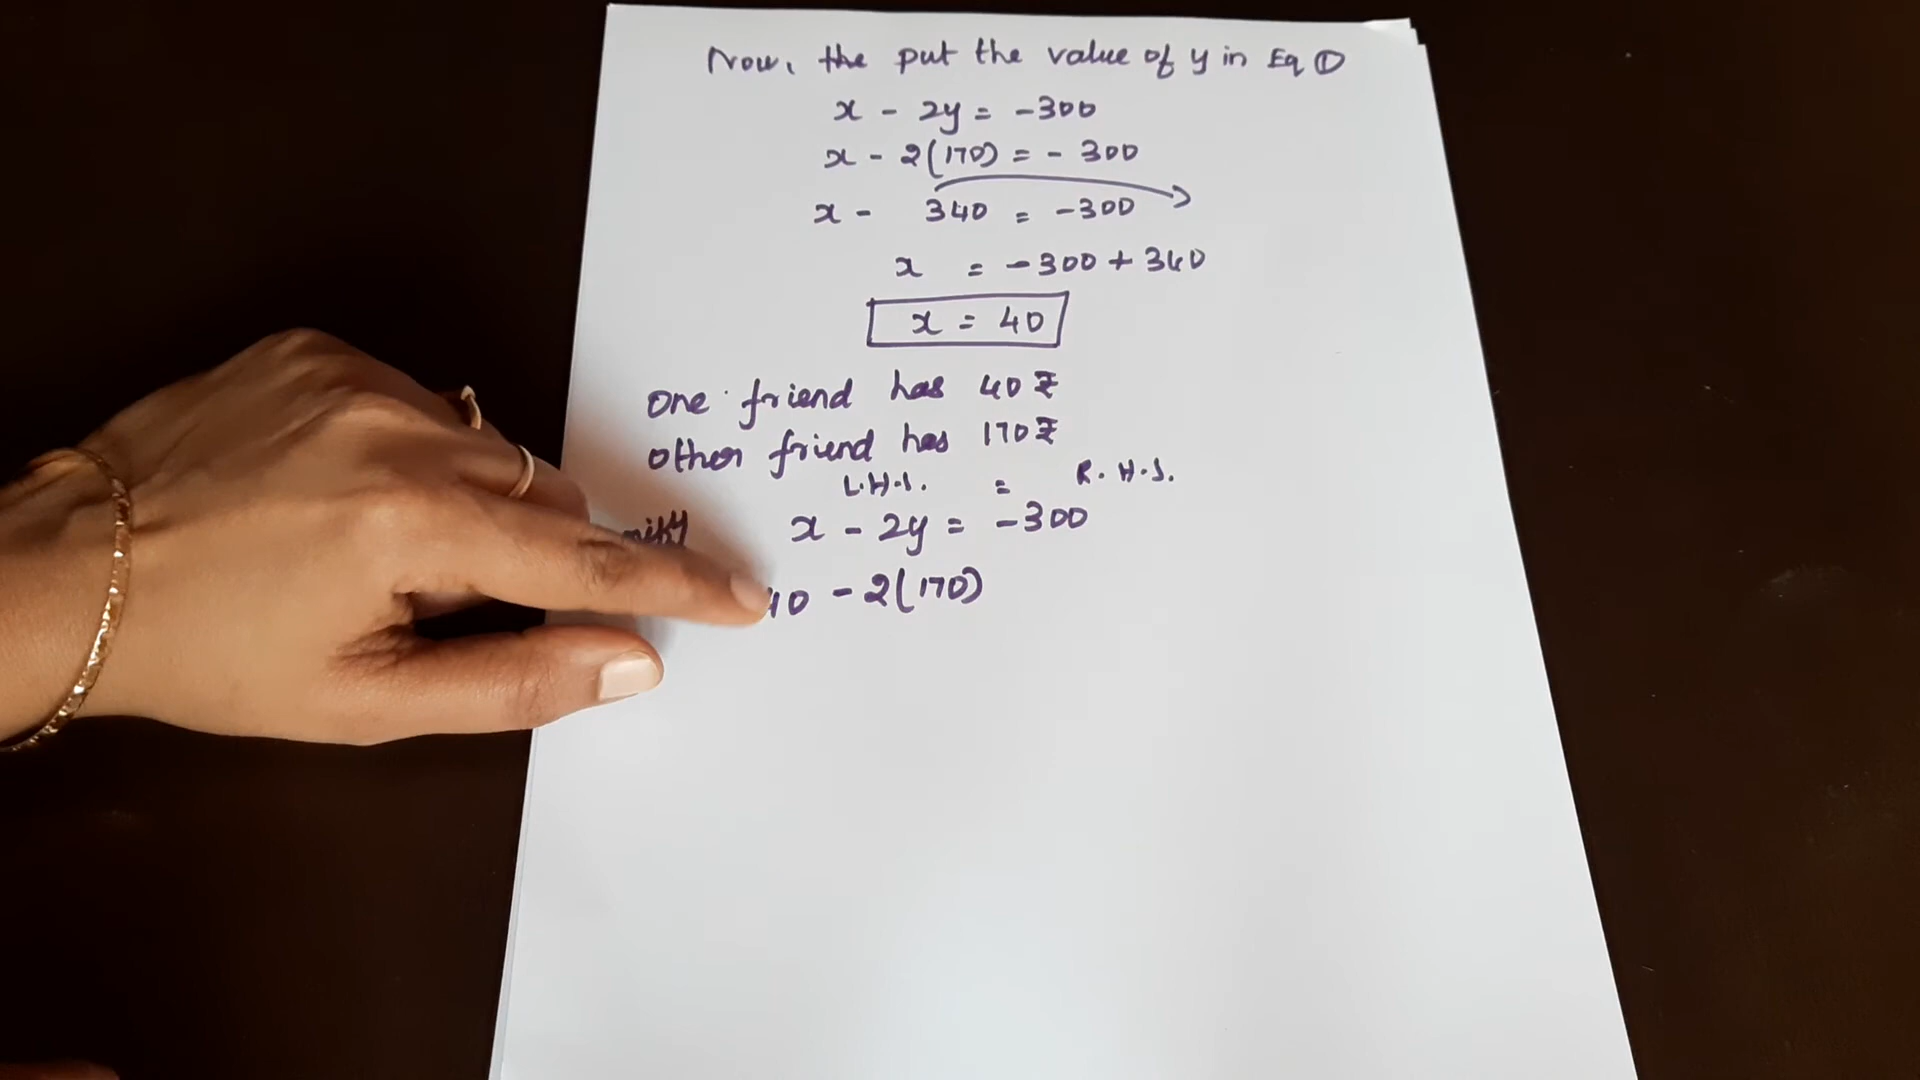 Now, the put the value of y in Eq ①
x - 2y = -300
x - 2(170) = - 300
x - 340 = -300
x = -300 + 340
x = 40
One friend has 40₹
other friend has 170₹
L.H.S. = R.H.S.
x - 2y = -300
40 - 2(170)